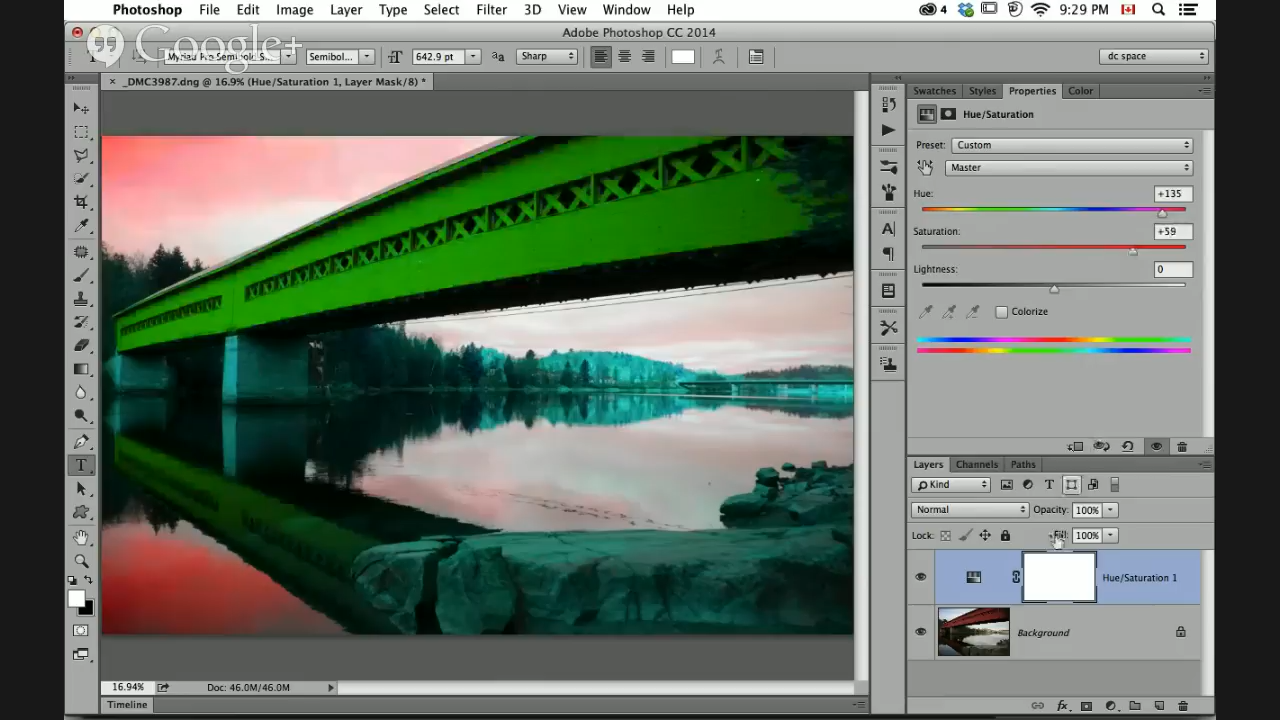 Photoshop File Edit Image Layer Type Select Filter 3D View Window Help 4 9:29 PM
Adobe Photoshop CC 2014
Google+
Semibol... 642.9 pt aa Sharp dc space
× _DMC3987.dng @ 16.9% (Hue/Saturation 1, Layer Mask/8) *
Swatches Styles Properties Color
Hue/Saturation
Preset: Custom
Master
Hue: +135
Saturation: +59
Lightness: 0
Colorize
Layers Channels Paths
Kind
Normal Opacity: 100%
Lock: Fill: 100%
Hue/Saturation 1
Background
16.94% Doc: 46.0M/46.0M
Timeline